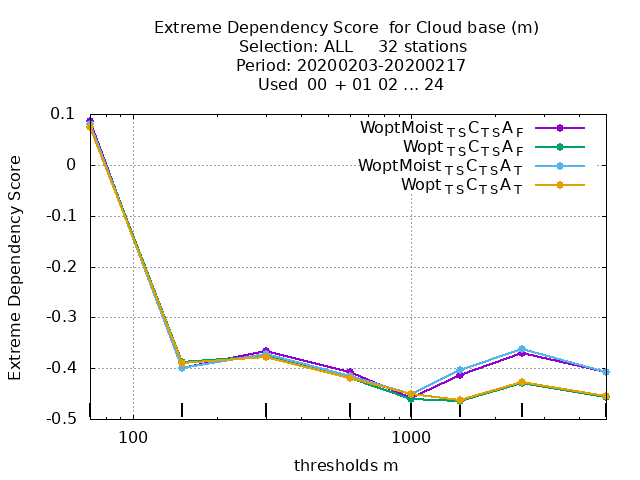 Extreme Dependency Score  for Cloud base (m)
Selection: ALL     32 stations
Period: 20200203-20200217
Used  00 + 01 02 ... 24
Extreme Dependency Score
0.1
0
-0.1
-0.2
-0.3
-0.4
-0.5
WoptMoist TS C TS A F
Wopt TS C TS A F
WoptMoist TS C TS A T
Wopt TS C TS A T
100
1000
thresholds m